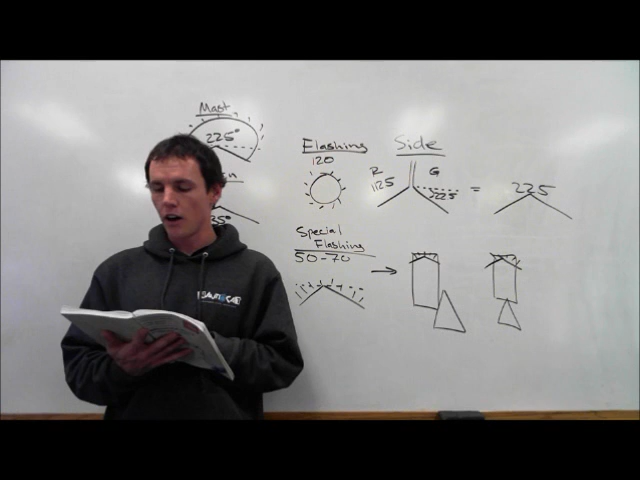 Mast
225°
Flashing
120
Side
R
G
125
225
= 225
Special
Flashing
50-70